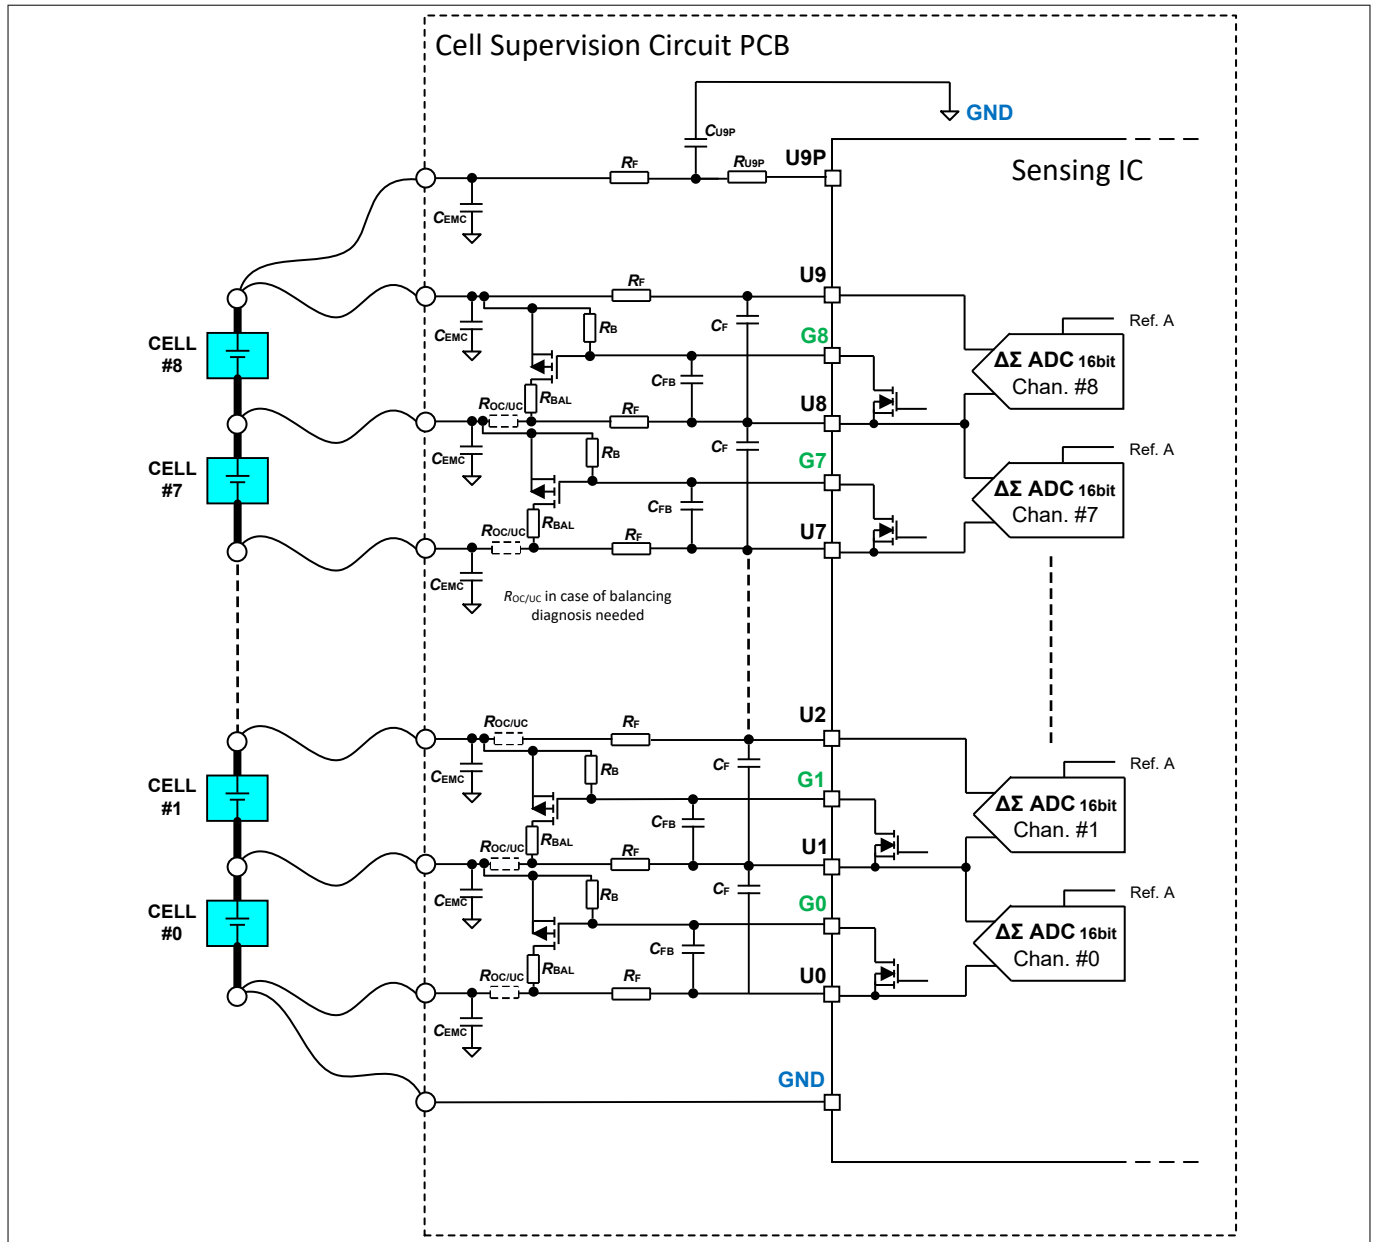 Cell Supervision Circuit PCB
GND
CU9P
RF
RU9P
U9P
Sensing IC
CEMC
U9
RF
CEMC
RB
CF
G8
Ref. A
ΔΣ ADC 16bit
Chan. #8
CELL
#8
CFB
RBAL
ROC/UC
RF
U8
CEMC
RB
CF
G7
Ref. A
ΔΣ ADC 16bit
Chan. #7
CELL
#7
CFB
RBAL
ROC/UC
RF
U7
CEMC
ROC/UC in case of balancing
diagnosis needed
U2
ROC/UC
RF
CEMC
RB
CF
G1
Ref. A
ΔΣ ADC 16bit
Chan. #1
CELL
#1
CFB
RBAL
ROC/UC
RF
U1
CEMC
RB
CF
G0
Ref. A
ΔΣ ADC 16bit
Chan. #0
CELL
#0
CFB
RBAL
ROC/UC
RF
U0
CEMC
GND